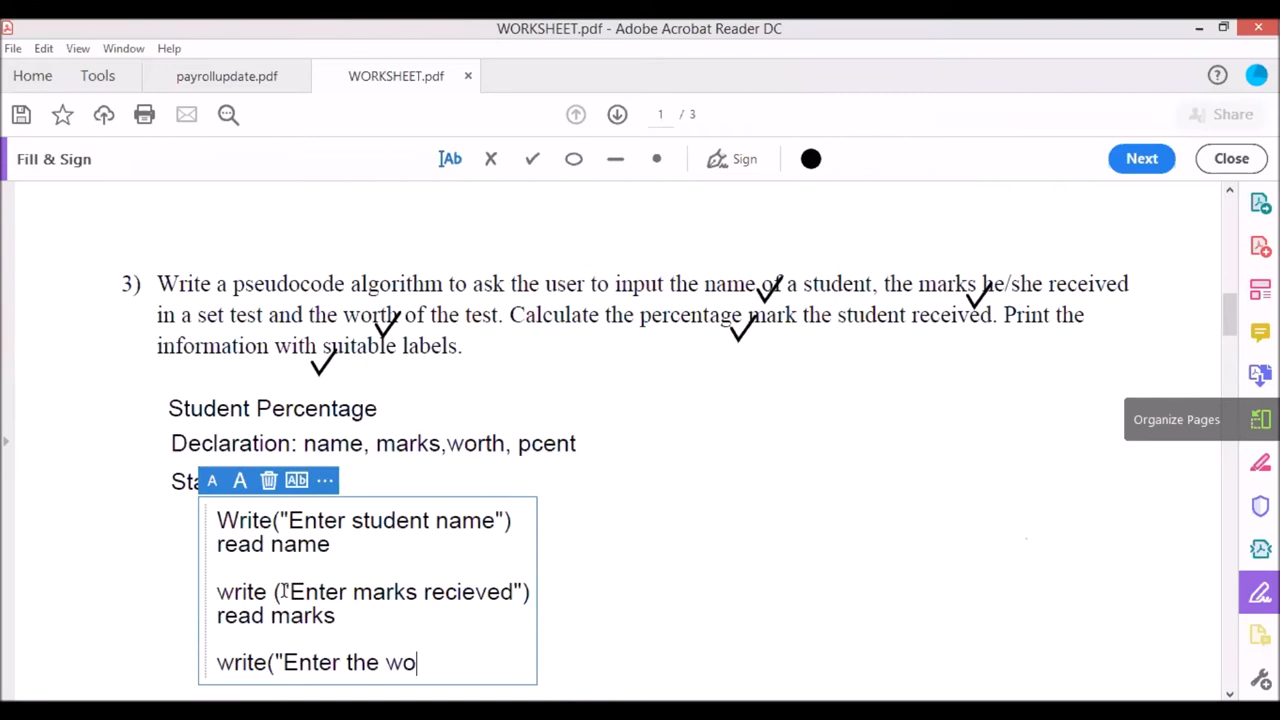 WORKSHEET.pdf - Adobe Acrobat Reader DC
File Edit View Window Help
Home Tools payrollupdate.pdf WORKSHEET.pdf ×
1 / 3 Share
Fill & Sign Ab Sign Next Close
3) Write a pseudocode algorithm to ask the user to input the name of a student, the marks he/she received
in a set test and the worth of the test. Calculate the percentage mark the student received. Print the
information with suitable labels.
Student Percentage
Declaration: name, marks,worth, pcent
Organize Pages
Sta
A A Ab ...
Write("Enter student name")
read name
write ("Enter marks recieved")
read marks
write("Enter the wo